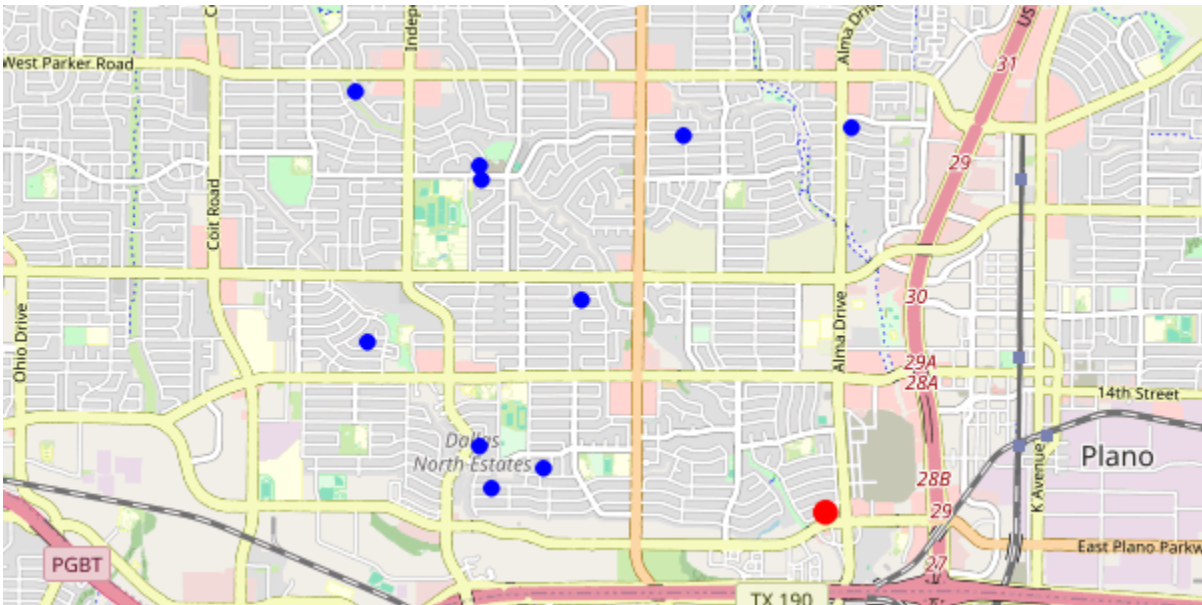 C
Indepe
Alma Drive
US
West Parker Road
31
29
Coit Road
30
Ohio Drive
Alma Drive
29A
28A
14th Street
Dallas
North Estates
Plano
K Avenue
28B
29
East Plano Parkw
PGBT
27
TX 190